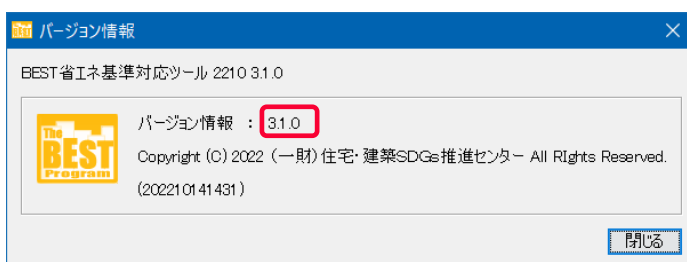 バージョン情報
BEST省エネ基準対応ツール 2210 3.1.0
The
BEST
Program
バージョン情報 : 3.1.0
Copyright (C) 2022 (一財)住宅・建築SDGs推進センター All RIghts Reserved.
(202210141431)
閉じる